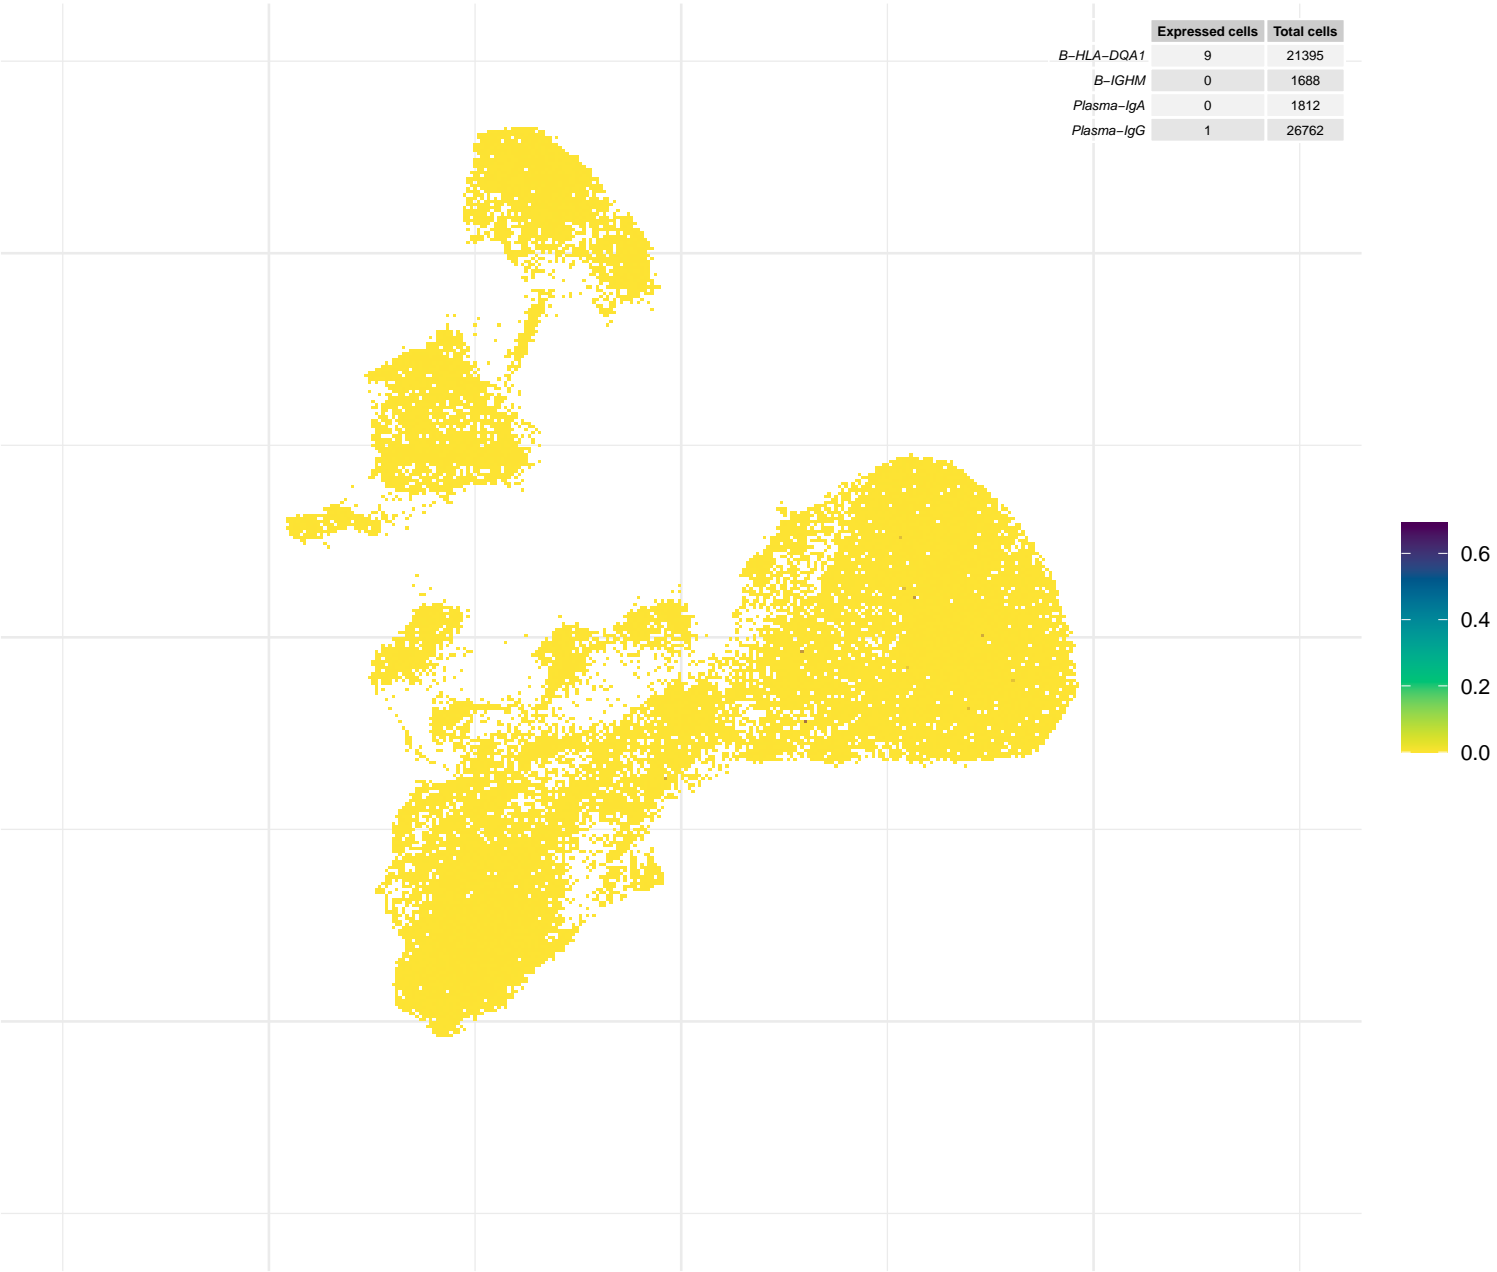 Expressed cells Total cells
B-HLA-DQA1 9 21395
B-IGHM 0 1688
Plasma-IgA 0 1812
Plasma-IgG 1 26762
0.6
0.4
0.2
0.0